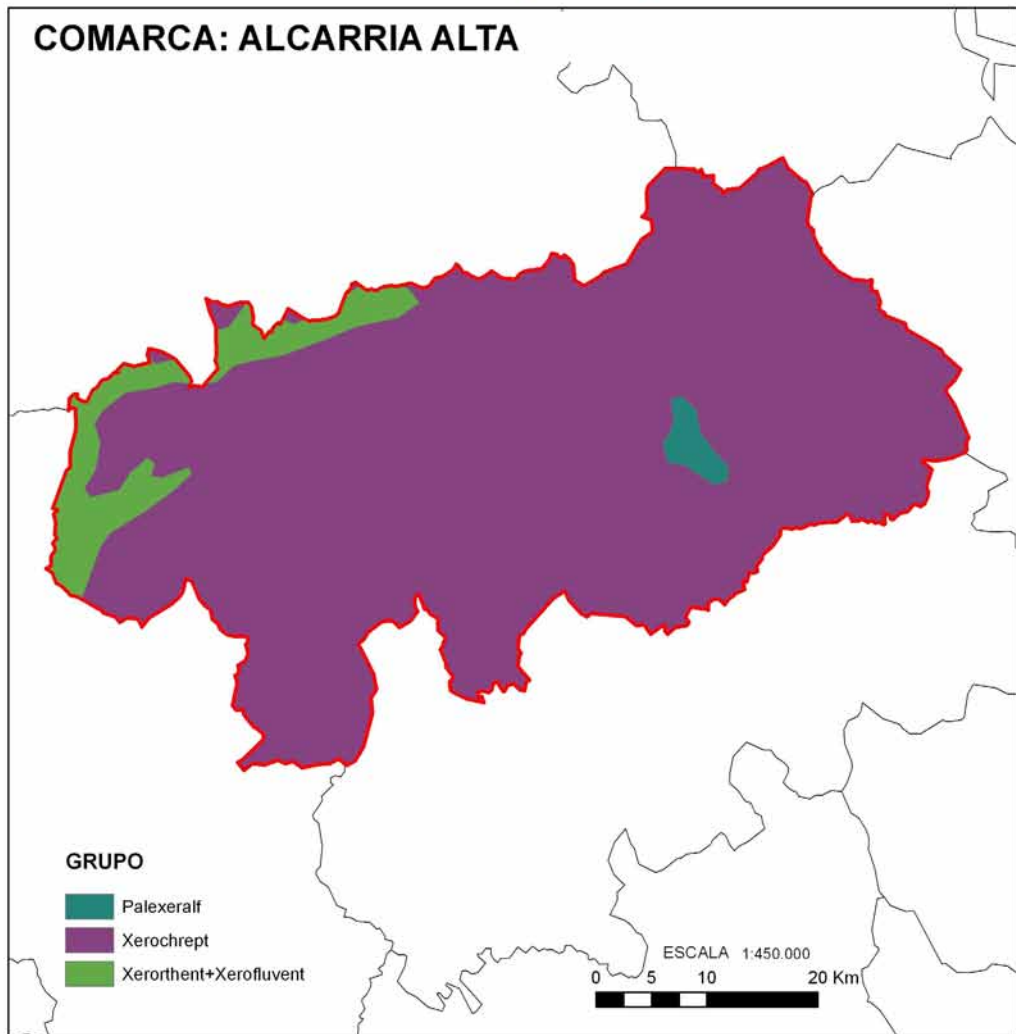 COMARCA: ALCARRIA ALTA
GRUPO
Palexeralf
Xerochrept
Xerorthent+Xerofluvent
ESCALA 1:450.000
0 5 10 20 Km